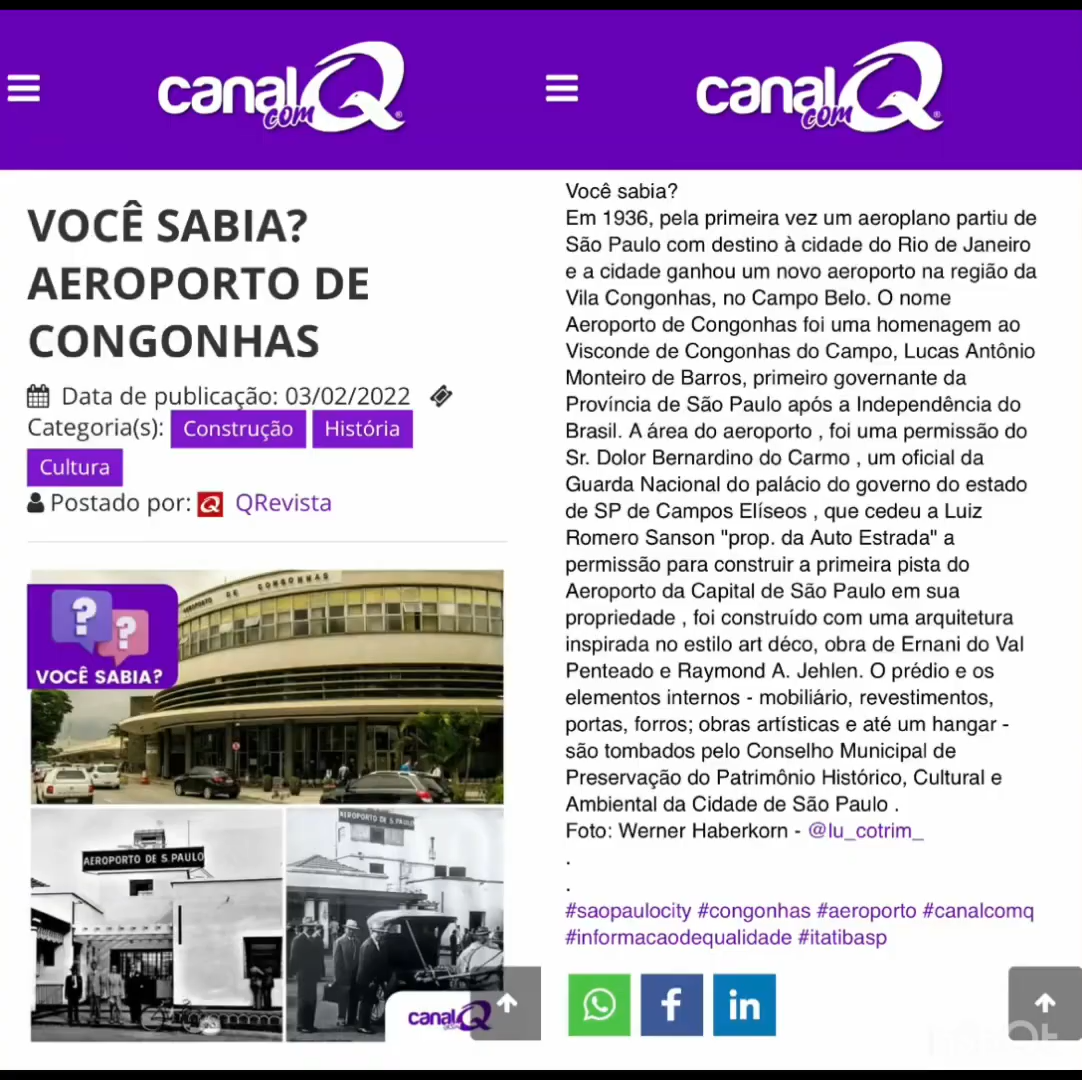 canal com Q
canal com Q
VOCÊ SABIA?
AEROPORTO DE
CONGONHAS
Data de publicação: 03/02/2022
Categoria(s): Construção História
Cultura
Postado por: Q QRevista
AEROPORTO DE CONGONHAS
? ?
VOCÊ SABIA?
AEROPORTO DE S. PAULO
AEROPORTO DE S. PAULO
canal Q
Você sabia?
Em 1936, pela primeira vez um aeroplano partiu de
São Paulo com destino à cidade do Rio de Janeiro
e a cidade ganhou um novo aeroporto na região da
Vila Congonhas, no Campo Belo. O nome
Aeroporto de Congonhas foi uma homenagem ao
Visconde de Congonhas do Campo, Lucas Antônio
Monteiro de Barros, primeiro governante da
Província de São Paulo após a Independência do
Brasil. A área do aeroporto , foi uma permissão do
Sr. Dolor Bernardino do Carmo , um oficial da
Guarda Nacional do palácio do governo do estado
de SP de Campos Elíseos , que cedeu a Luiz
Romero Sanson "prop. da Auto Estrada" a
permissão para construir a primeira pista do
Aeroporto da Capital de São Paulo em sua
propriedade , foi construído com uma arquitetura
inspirada no estilo art déco, obra de Ernani do Val
Penteado e Raymond A. Jehlen. O prédio e os
elementos internos - mobiliário, revestimentos,
portas, forros; obras artísticas e até um hangar -
são tombados pelo Conselho Municipal de
Preservação do Patrimônio Histórico, Cultural e
Ambiental da Cidade de São Paulo .
Foto: Werner Haberkorn - @lu_cotrim_
.
.
#saopaulocity #congonhas #aeroporto #canalcomq
#informacaodequalidade #itatibasp
f in